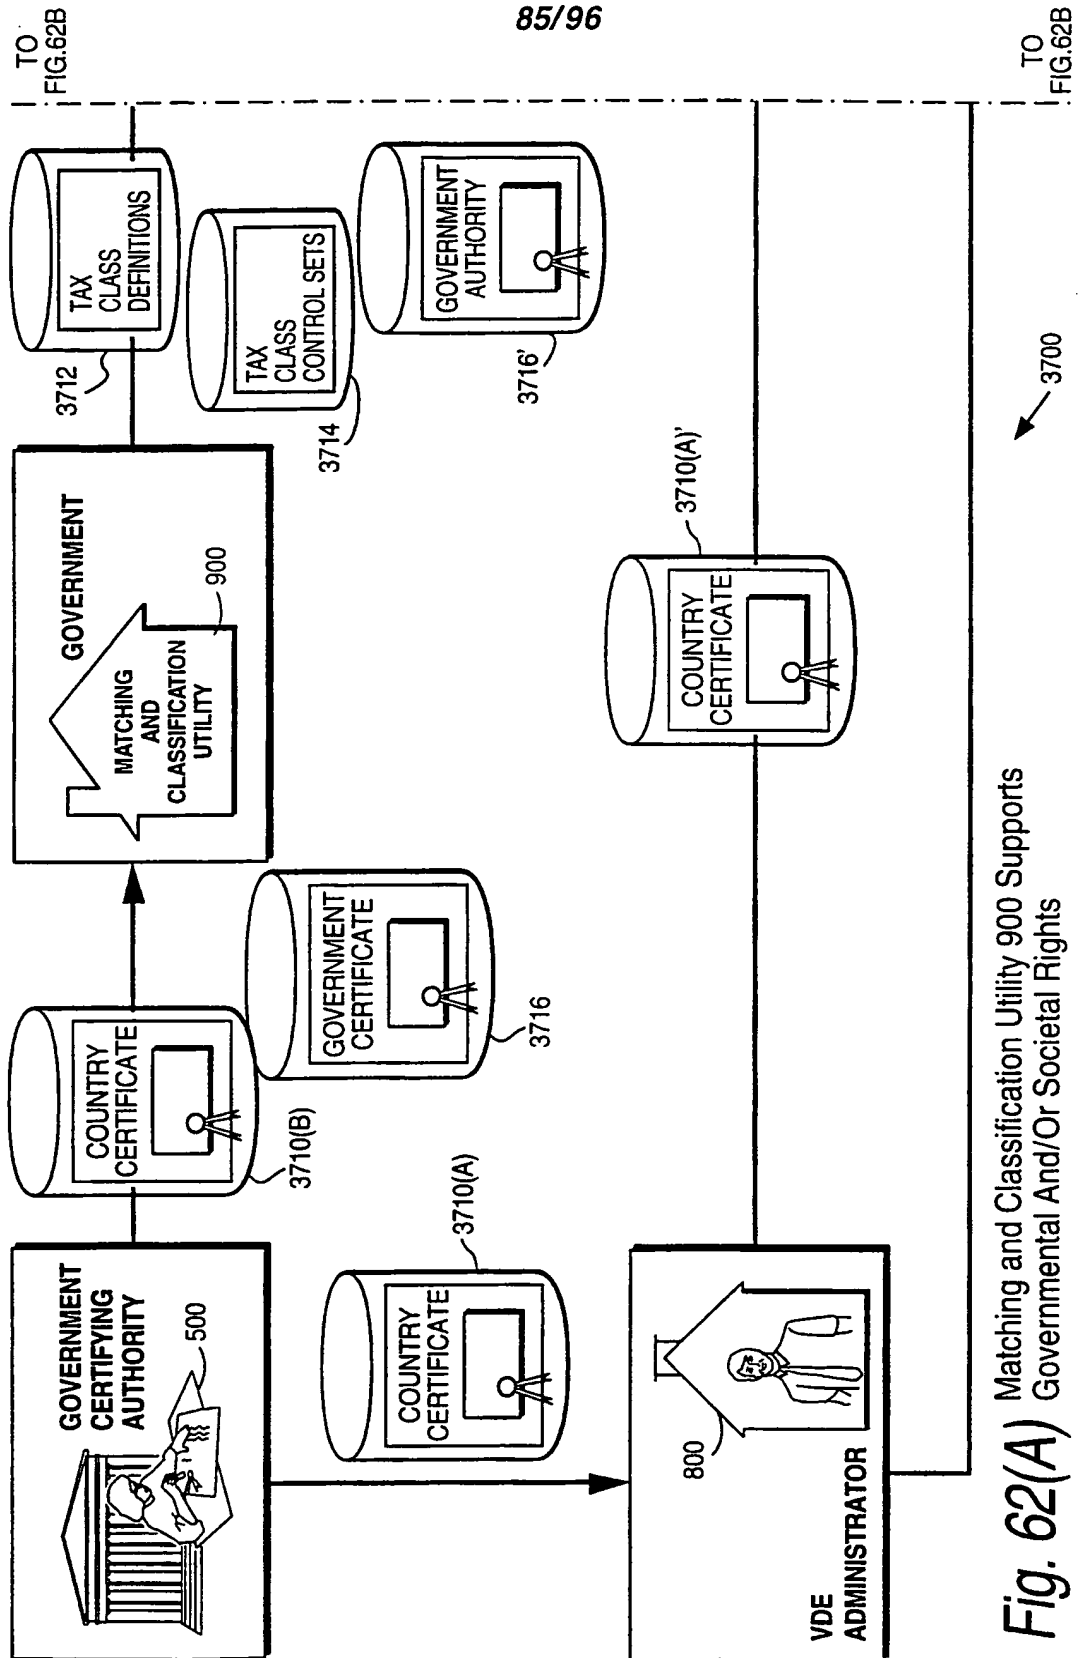 85/96
GOVERNMENT
CERTIFYING
AUTHORITY
500
COUNTRY
CERTIFICATE
3710(B)
GOVERNMENT
CERTIFICATE
3716
GOVERNMENT
MATCHING
AND
CLASSIFICATION
UTILITY
900
TAX
CLASS
DEFINITIONS
3712
TAX
CLASS
CONTROL SETS
3714
GOVERNMENT
AUTHORITY
3716'
TO
FIG.62B
COUNTRY
CERTIFICATE
3710(A)
VDE
ADMINISTRATOR
800
COUNTRY
CERTIFICATE
3710(A)'
3700
TO
FIG.62B
Fig. 62(A) Matching and Classification Utility 900 Supports
Governmental And/Or Societal Rights